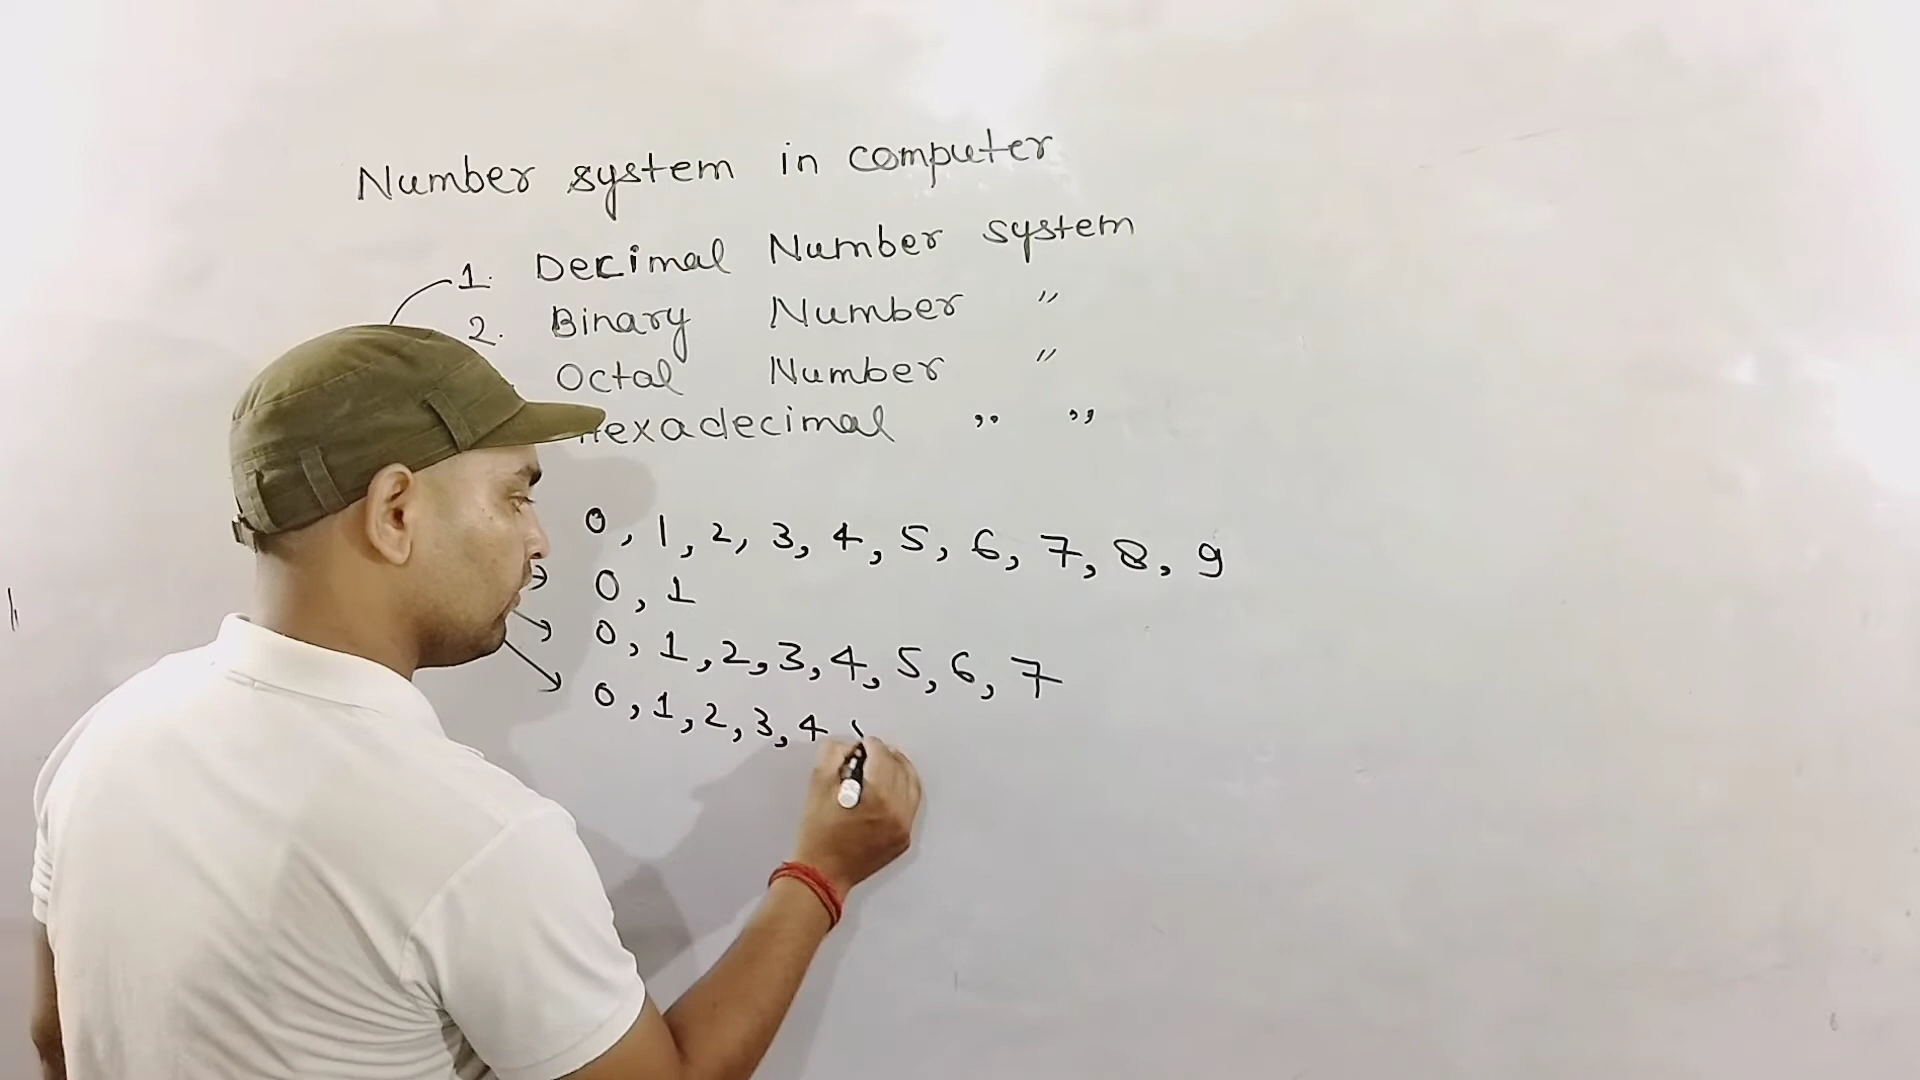 Number system in computer
1. Decimal Number system
2. Binary Number "
Octal Number "
Hexadecimal " "
0, 1, 2, 3, 4, 5, 6, 7, 8, 9
0, 1
0, 1, 2, 3, 4, 5, 6, 7
0, 1, 2, 3, 4